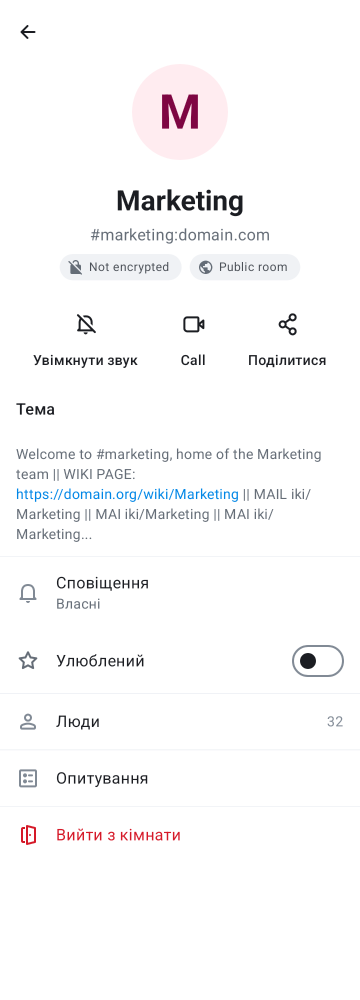 M
Marketing
#marketing:domain.com
Not encrypted
Public room
Увімкнути звук
Call
Поділитися
Тема
Welcome to #marketing, home of the Marketing
team || WIKI PAGE:
https://domain.org/wiki/Marketing || MAIL iki/
Marketing || MAI iki/Marketing || MAI iki/
Marketing...
Сповіщення
Власні
Улюблений
Люди
32
Опитування
Вийти з кімнати